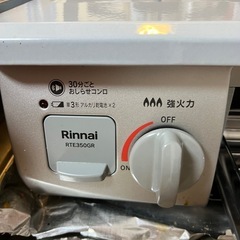 30分ごと
おしらせコンロ
単3形 アルカリ乾電池×2
強火力
OFF
Rinnai
RTE350GR
ON